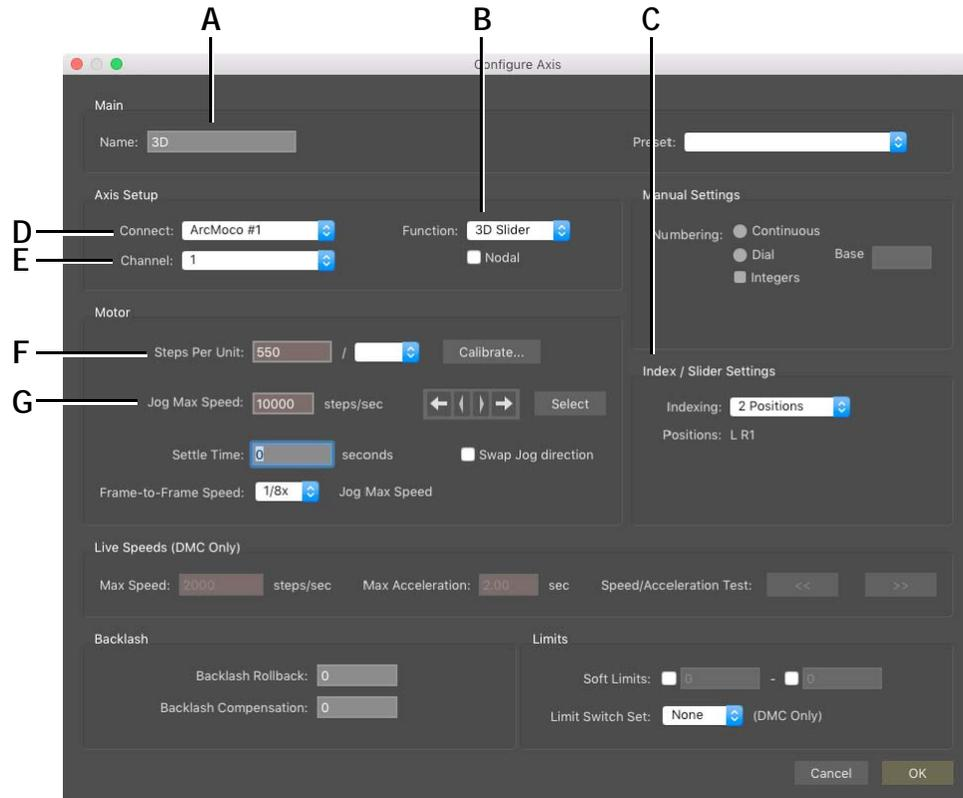 A B C
Configure Axis
Main
Name: 3D Preset:
Axis Setup Manual Settings
D Connect: ArcMoco #1 Function: 3D Slider Numbering: Continuous
E Channel: 1 Nodal Dial Base
Integers
Motor
F Steps Per Unit: 550 / Calibrate...
Index / Slider Settings
G Jog Max Speed: 10000 steps/sec Select Indexing: 2 Positions
Positions: L R1
Settle Time: 0 seconds Swap Jog direction
Frame-to-Frame Speed: 1/8x Jog Max Speed
Live Speeds (DMC Only)
Max Speed: 2000 steps/sec Max Acceleration: 2.00 sec Speed/Acceleration Test: << >>
Backlash Limits
Backlash Rollback: 0 Soft Limits: 0 - 0
Backlash Compensation: 0 Limit Switch Set: None (DMC Only)
Cancel OK